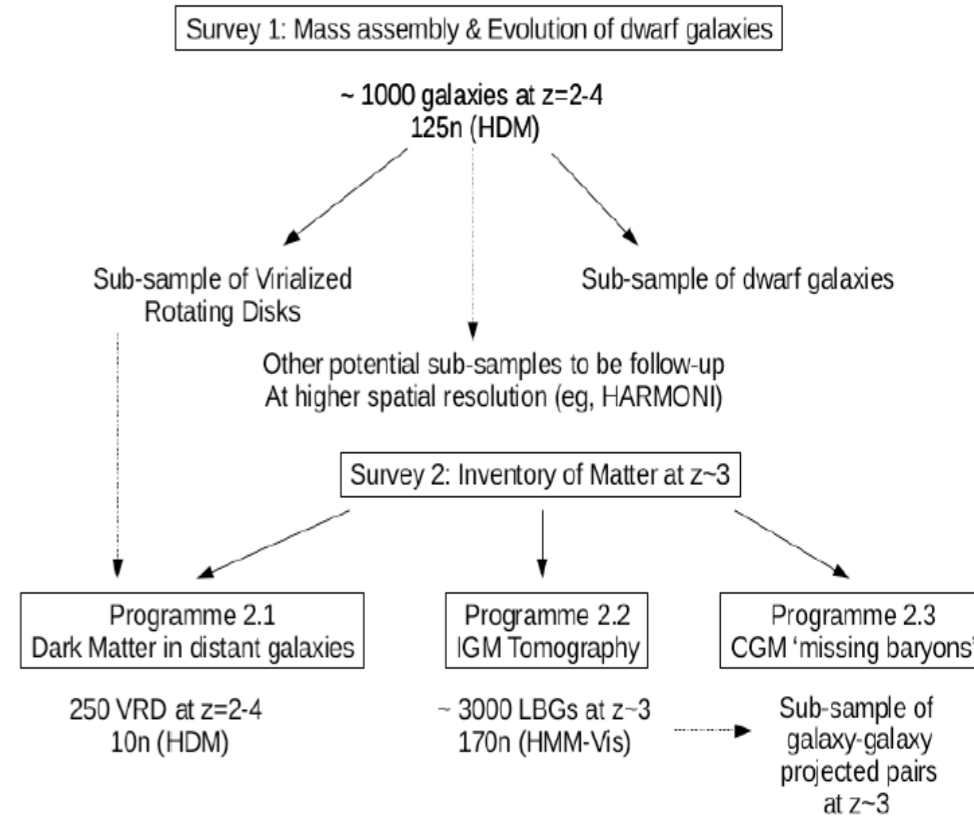 Survey 1: Mass assembly & Evolution of dwarf galaxies
~ 1000 galaxies at z=2-4
125n (HDM)
Sub-sample of Virialized
Rotating Disks
Sub-sample of dwarf galaxies
Other potential sub-samples to be follow-up
At higher spatial resolution (eg, HARMONI)
Survey 2: Inventory of Matter at z~3
Programme 2.1
Dark Matter in distant galaxies
250 VRD at z=2-4
10n (HDM)
Programme 2.2
IGM Tomography
~ 3000 LBGs at z~3
170n (HMM-Vis)
Programme 2.3
CGM 'missing baryons'
Sub-sample of
galaxy-galaxy
projected pairs
at z~3